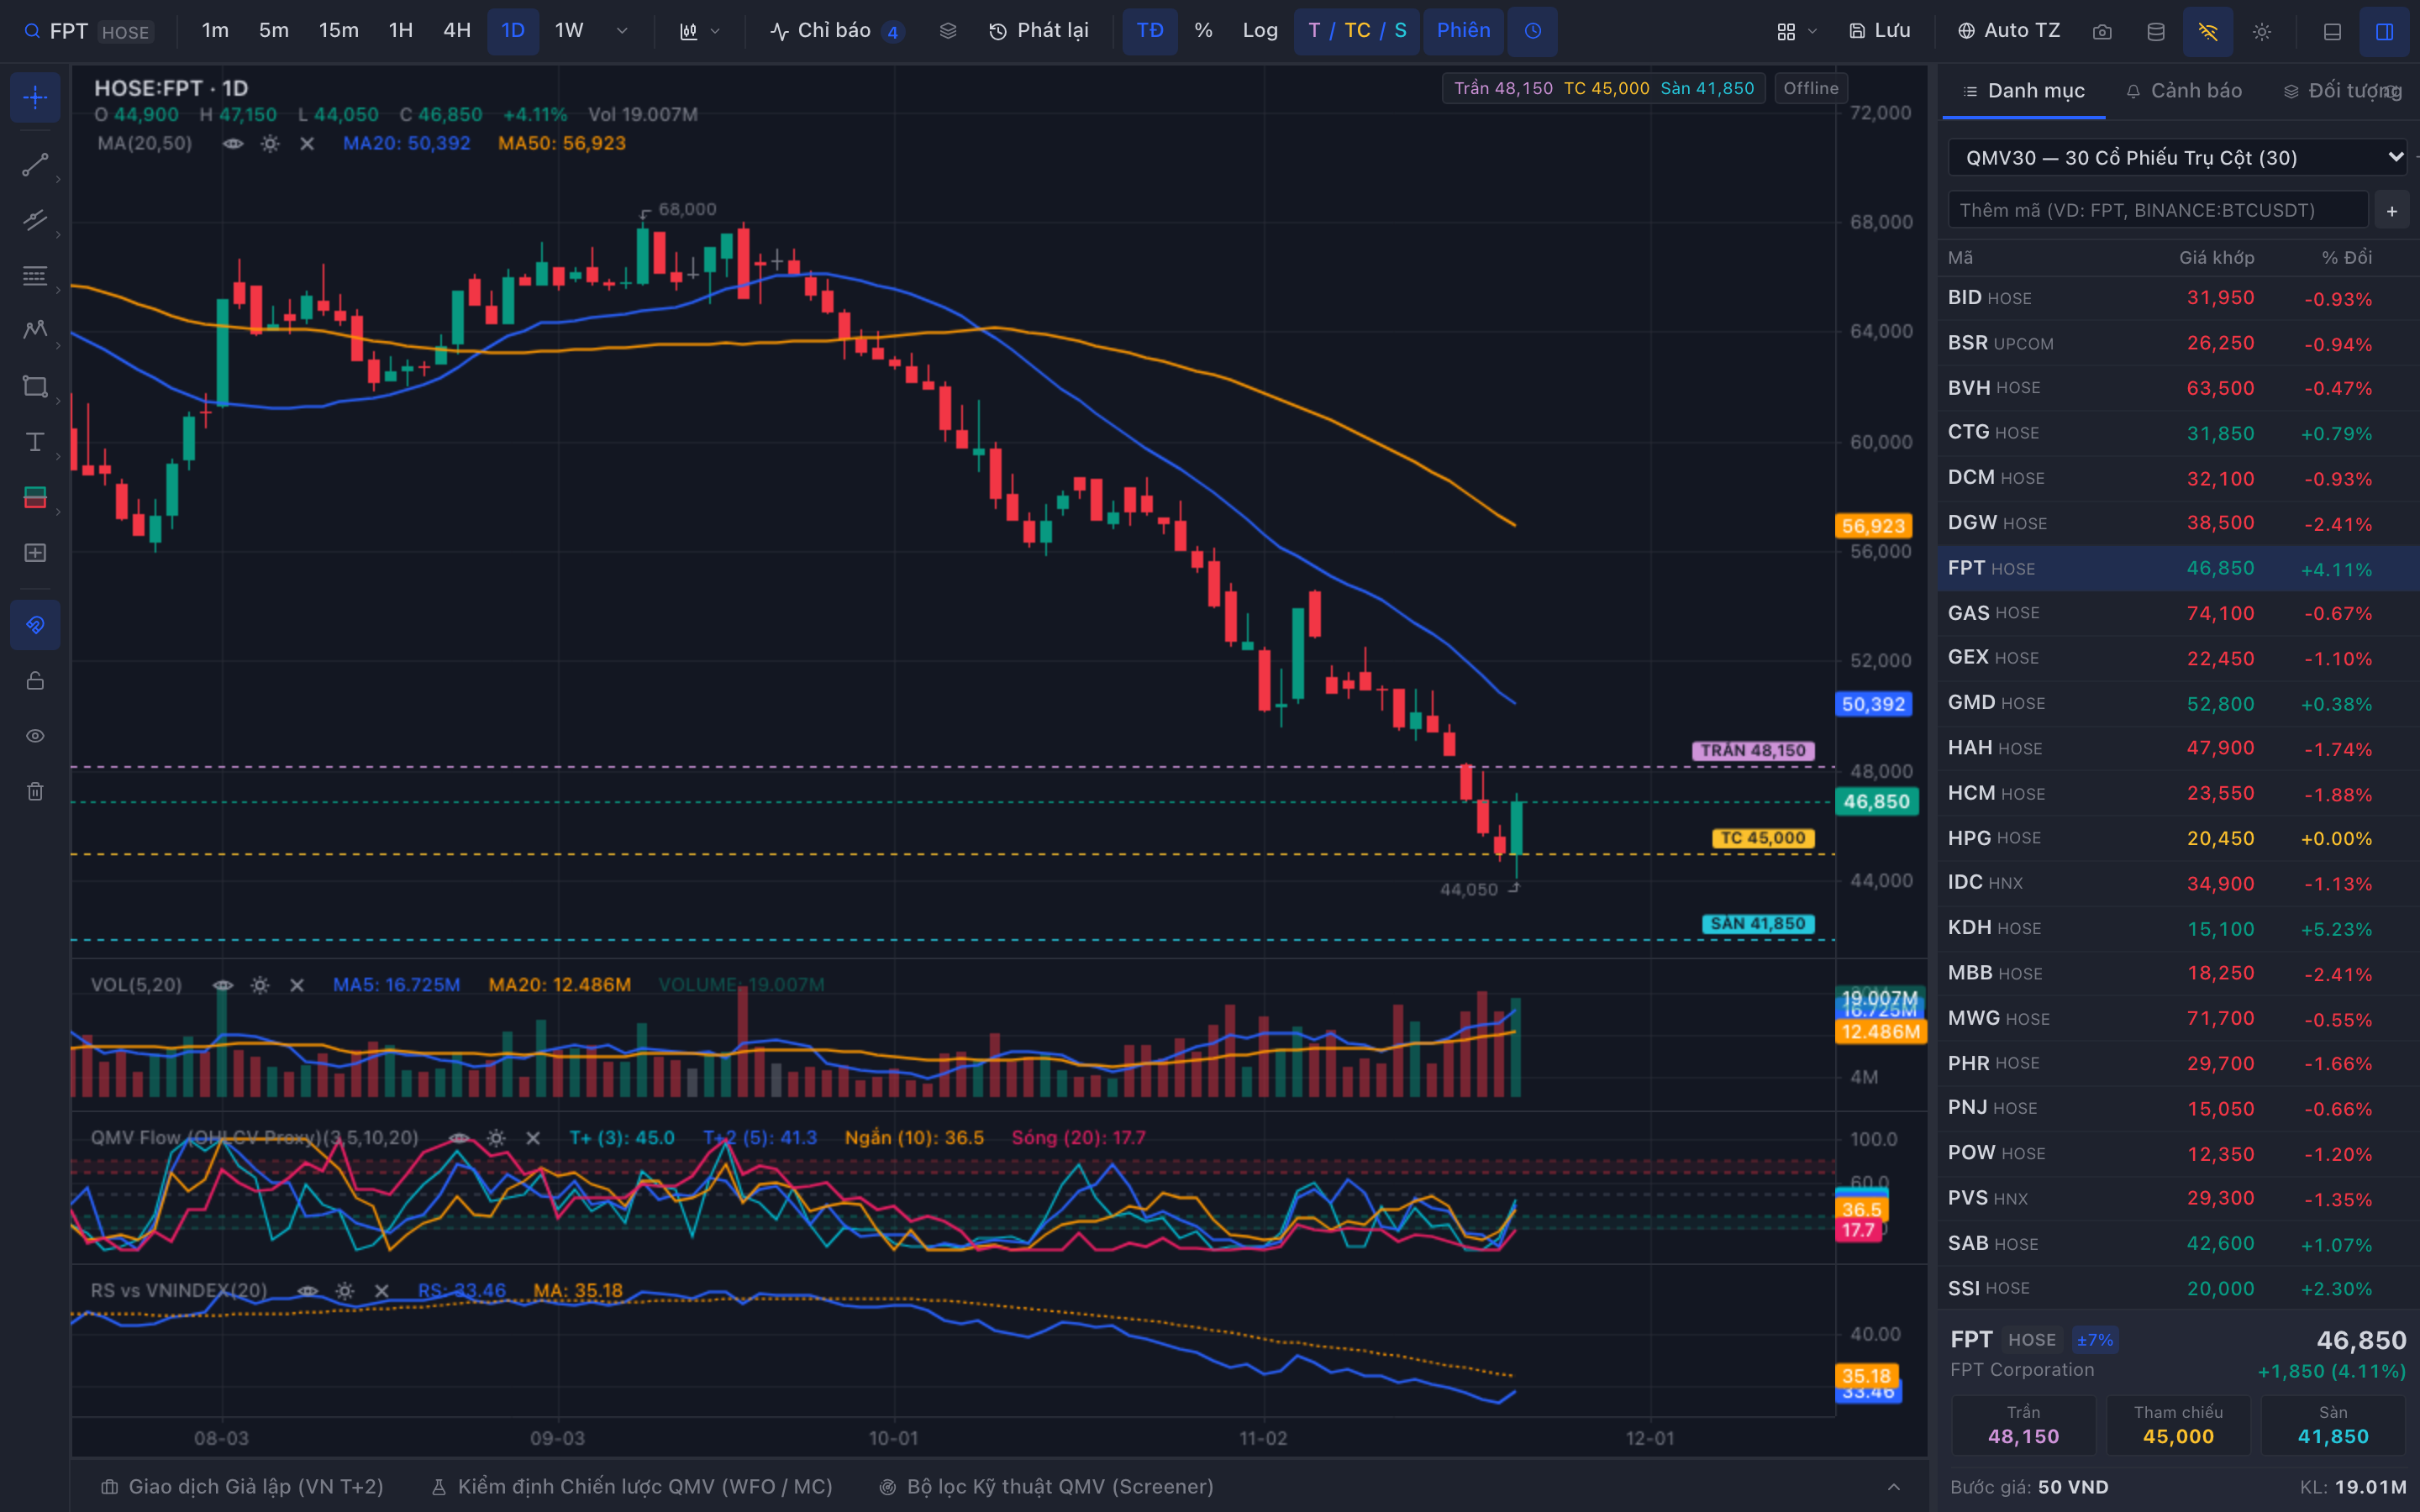 FPT HOSE 1m 5m 15m 1H 4H 1D 1W Chỉ báo 4 Phát lại TĐ % Log T / TC / S Phiên Lưu Auto TZ
HOSE:FPT · 1D
O 44,900 H 47,150 L 44,050 C 46,850 +4.11% Vol 19.007M
MA(20,50) MA20: 50,392 MA50: 56,923
Trần 48,150 TC 45,000 Sàn 41,850 Offline
72,000
68,000
68,000
64,000
60,000
56,923
56,000
52,000
50,392
TRẦN 48,150
48,000
46,850
TC 45,000
44,050
44,000
SÀN 41,850
VOL(5,20) MA5: 16.725M MA20: 12.486M VOLUME: 19.007M
19.007M
16.725M
12.486M
4M
QMV Flow (OHLCV Proxy)(3,5,10,20) T+ (3): 45.0 T+2 (5): 41.3 Ngắn (10): 36.5 Sóng (20): 17.7
100.0
60.0
36.5
17.7
RS vs VNINDEX(20) RS: 33.46 MA: 35.18
40.00
35.18
33.46
08-03 09-03 10-01 11-02 12-01
Giao dịch Giả lập (VN T+2) Kiểm định Chiến lược QMV (WFO / MC) Bộ lọc Kỹ thuật QMV (Screener)
Danh mục Cảnh báo Đối tượng
QMV30 — 30 Cổ Phiếu Trụ Cột (30)
Thêm mã (VD: FPT, BINANCE:BTCUSDT) +
Mã Giá khớp % Đổi
BID HOSE 31,950 -0.93%
BSR UPCOM 26,250 -0.94%
BVH HOSE 63,500 -0.47%
CTG HOSE 31,850 +0.79%
DCM HOSE 32,100 -0.93%
DGW HOSE 38,500 -2.41%
FPT HOSE 46,850 +4.11%
GAS HOSE 74,100 -0.67%
GEX HOSE 22,450 -1.10%
GMD HOSE 52,800 +0.38%
HAH HOSE 47,900 -1.74%
HCM HOSE 23,550 -1.88%
HPG HOSE 20,450 +0.00%
IDC HNX 34,900 -1.13%
KDH HOSE 15,100 +5.23%
MBB HOSE 18,250 -2.41%
MWG HOSE 71,700 -0.55%
PHR HOSE 29,700 -1.66%
PNJ HOSE 15,050 -0.66%
POW HOSE 12,350 -1.20%
PVS HNX 29,300 -1.35%
SAB HOSE 42,600 +1.07%
SSI HOSE 20,000 +2.30%
FPT HOSE ±7% 46,850
FPT Corporation +1,850 (4.11%)
Trần Tham chiếu Sàn
48,150 45,000 41,850
Bước giá: 50 VND KL: 19.01M